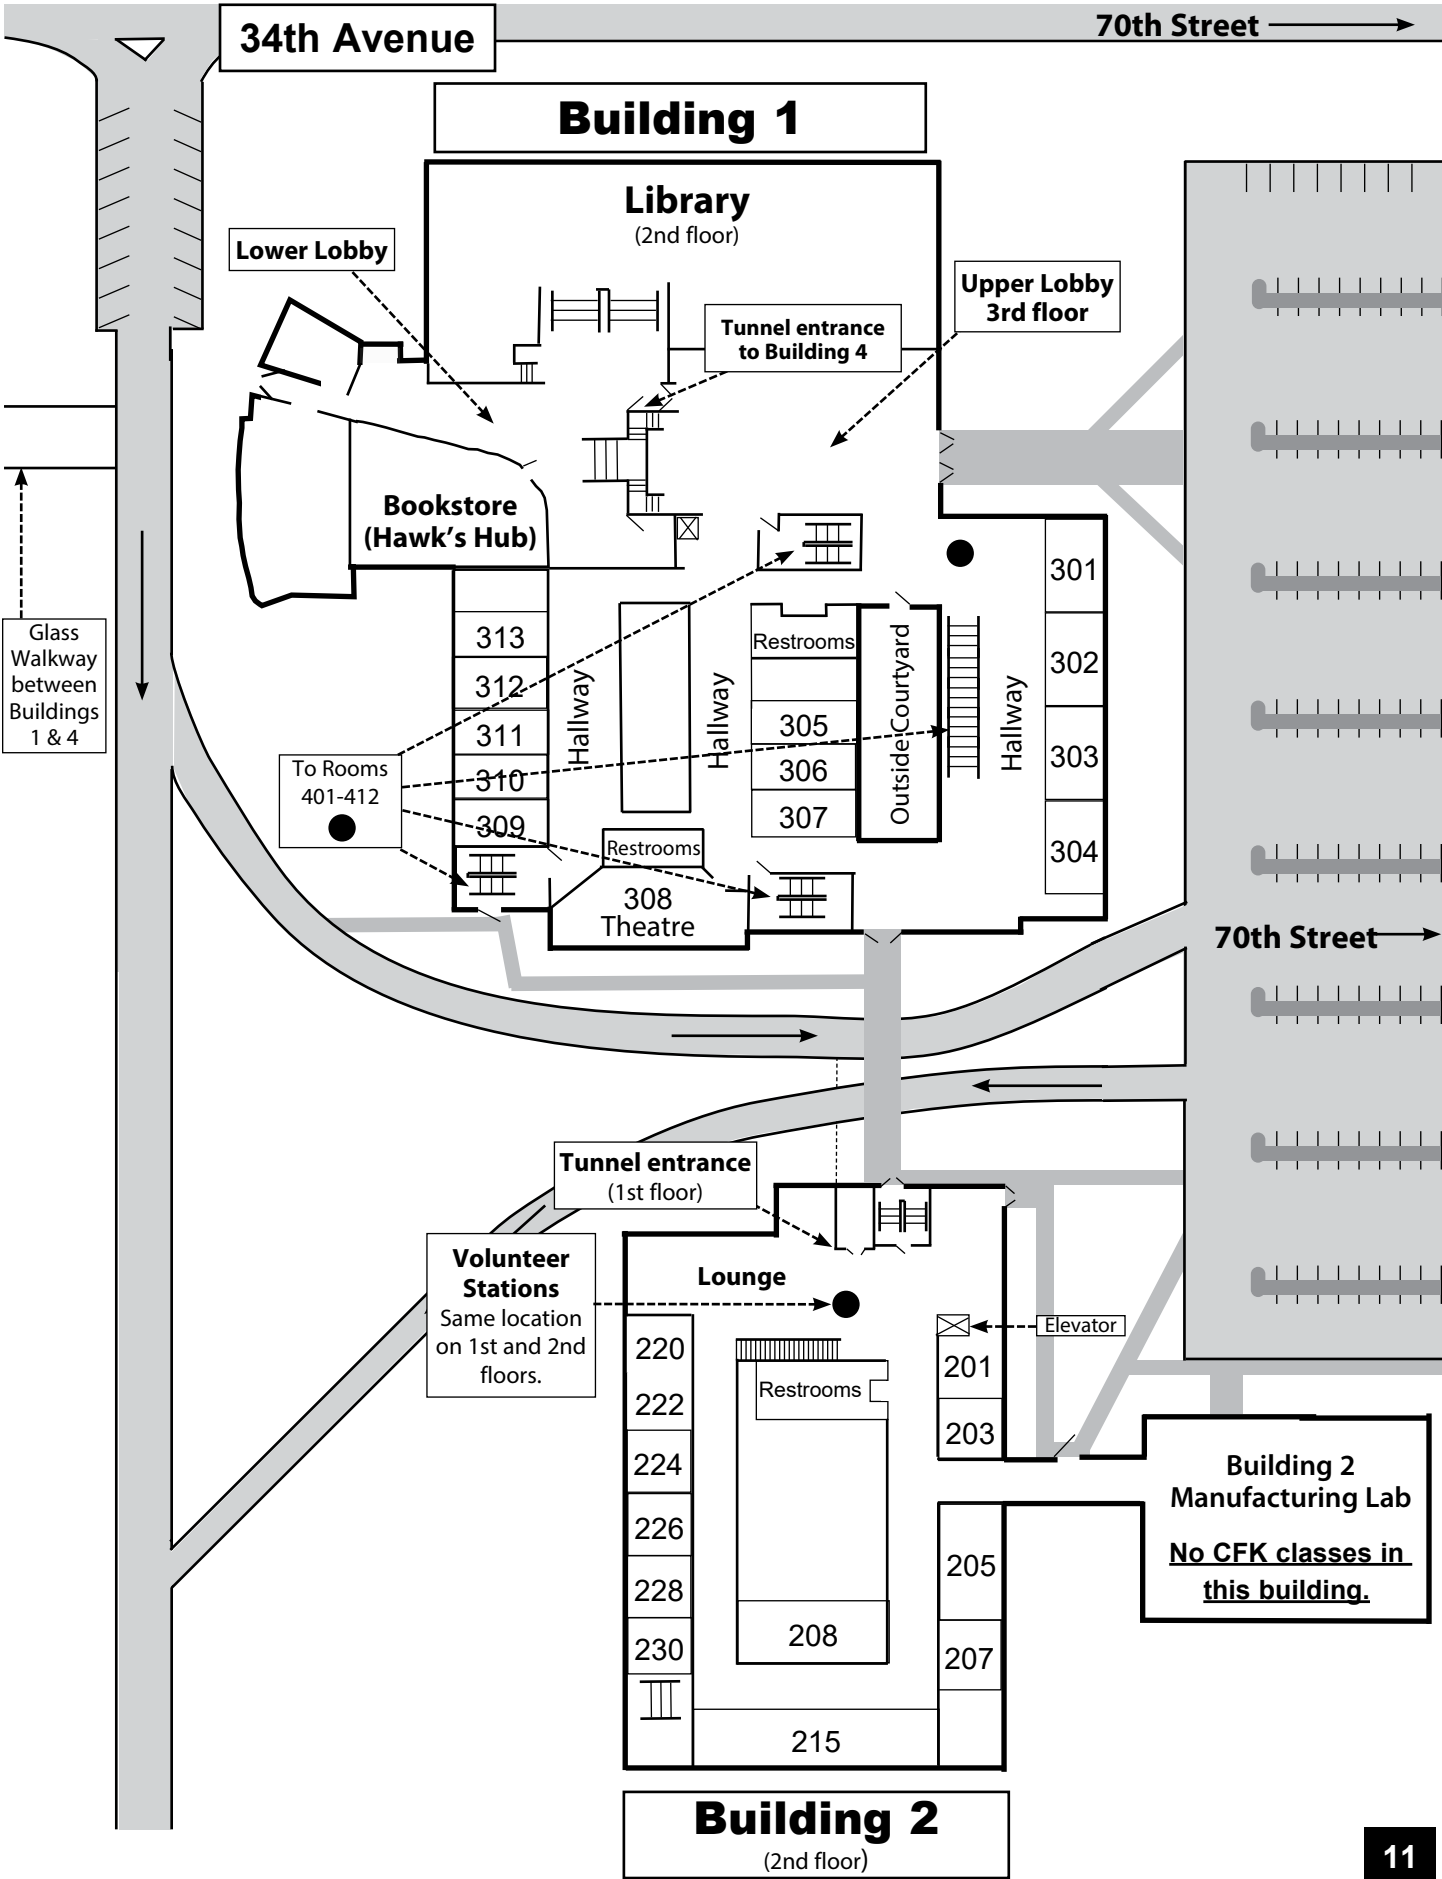 34th Avenue
70th Street
Building 1
Library
(2nd floor)
Lower Lobby
Upper Lobby
3rd floor
Tunnel entrance
to Building 4
Bookstore
(Hawk's Hub)
301
302
303
304
Glass
Walkway
between
Buildings
1 & 4
313
312
311
310
309
Hallway
Hallway
Restrooms
305
306
307
Outside Courtyard
Hallway
To Rooms
401-412
Restrooms
308
Theatre
70th Street
Tunnel entrance
(1st floor)
Volunteer
Stations
Same location
on 1st and 2nd
floors.
Lounge
Elevator
220
222
224
226
228
230
Restrooms
208
201
203
205
207
215
Building 2
Manufacturing Lab
No CFK classes in
this building.
Building 2
(2nd floor)
11